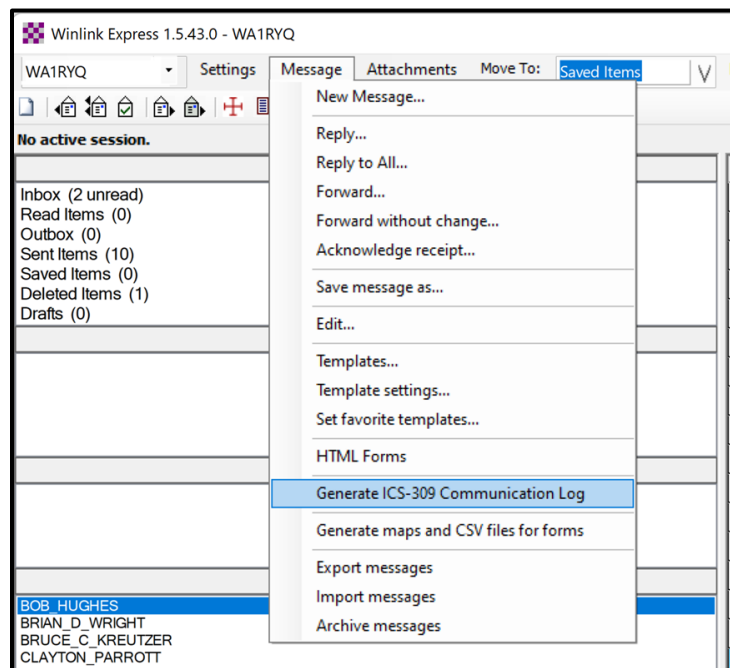 Winlink Express 1.5.43.0 - WA1RYQ
WA1RYQ Settings Message Attachments Move To: Saved Items
No active session.
Inbox (2 unread)
Read Items (0)
Outbox (0)
Sent Items (10)
Saved Items (0)
Deleted Items (1)
Drafts (0)
BOB_HUGHES
BRIAN_D_WRIGHT
BRUCE_C_KREUTZER
CLAYTON_PARROTT
New Message...
Reply...
Reply to All...
Forward...
Forward without change...
Acknowledge receipt...
Save message as...
Edit...
Templates...
Template settings...
Set favorite templates...
HTML Forms
Generate ICS-309 Communication Log
Generate maps and CSV files for forms
Export messages
Import messages
Archive messages